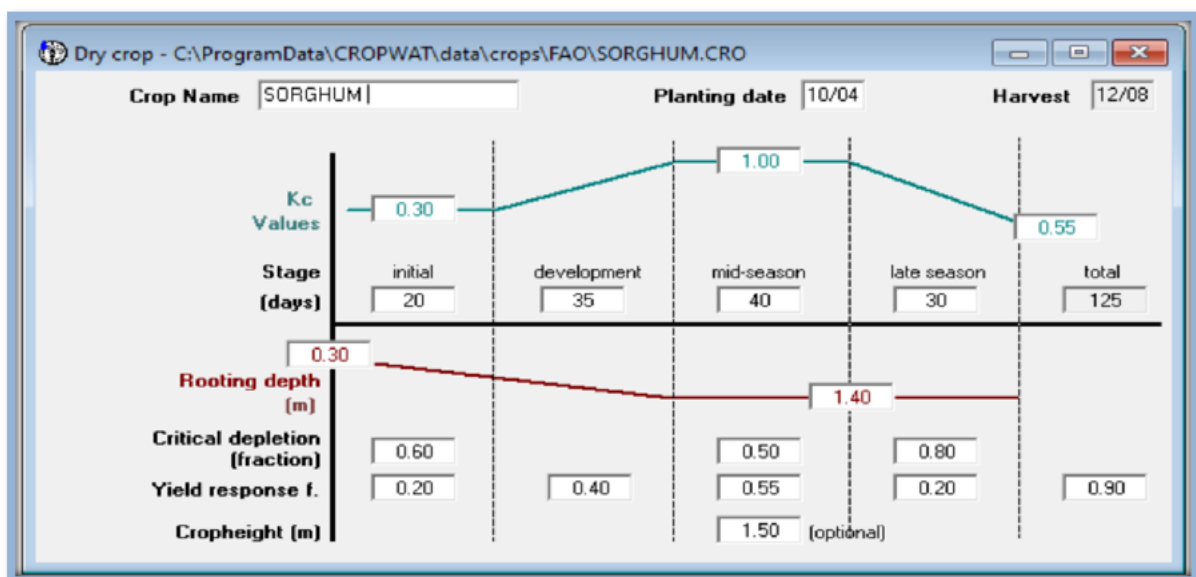 Dry crop - C:\ProgramData\CROPWAT\data\crops\FAO\SORGHUM.CRO
Crop Name SORGHUM Planting date 10/04 Harvest 12/08
1.00
Kc 0.30
Values 0.55
Stage initial development mid-season late season total
(days) 20 35 40 30 125
0.30
Rooting depth
(m) 1.40
Critical depletion
(fraction) 0.60 0.50 0.80
Yield response f. 0.20 0.40 0.55 0.20 0.90
Cropheight (m) 1.50 (optional)